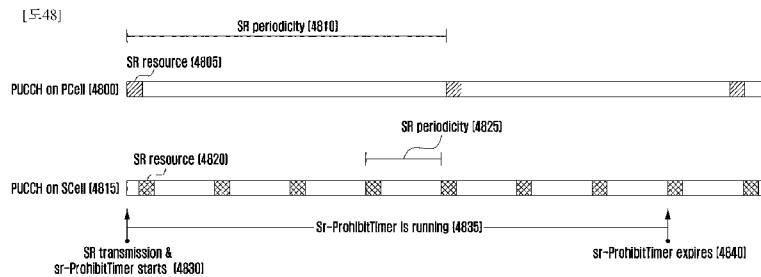 [도48]
SR periodicity (4810)
SR resource (4805)
PUCCH on PCell (4800)
SR periodicity (4825)
SR resource (4820)
PUCCH on SCell (4815)
Sr-ProhibitTimer is running (4835)
SR transmission &
sr-ProhibitTimer starts (4830)
sr-ProhibitTimer expires (4840)